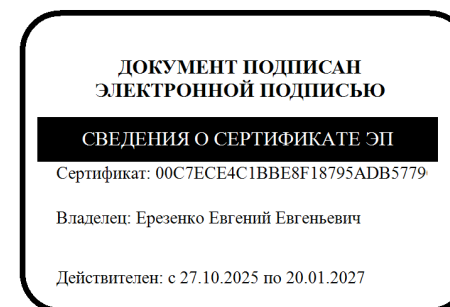 ДОКУМЕНТ ПОДПИСАН
ЭЛЕКТРОННОЙ ПОДПИСЬЮ
СВЕДЕНИЯ О СЕРТИФИКАТЕ ЭП
Сертификат: 00C7ECE4C1BBE8F18795ADB5779
Владелец: Ерезенко Евгений Евгеньевич
Действителен: с 27.10.2025 по 20.01.2027